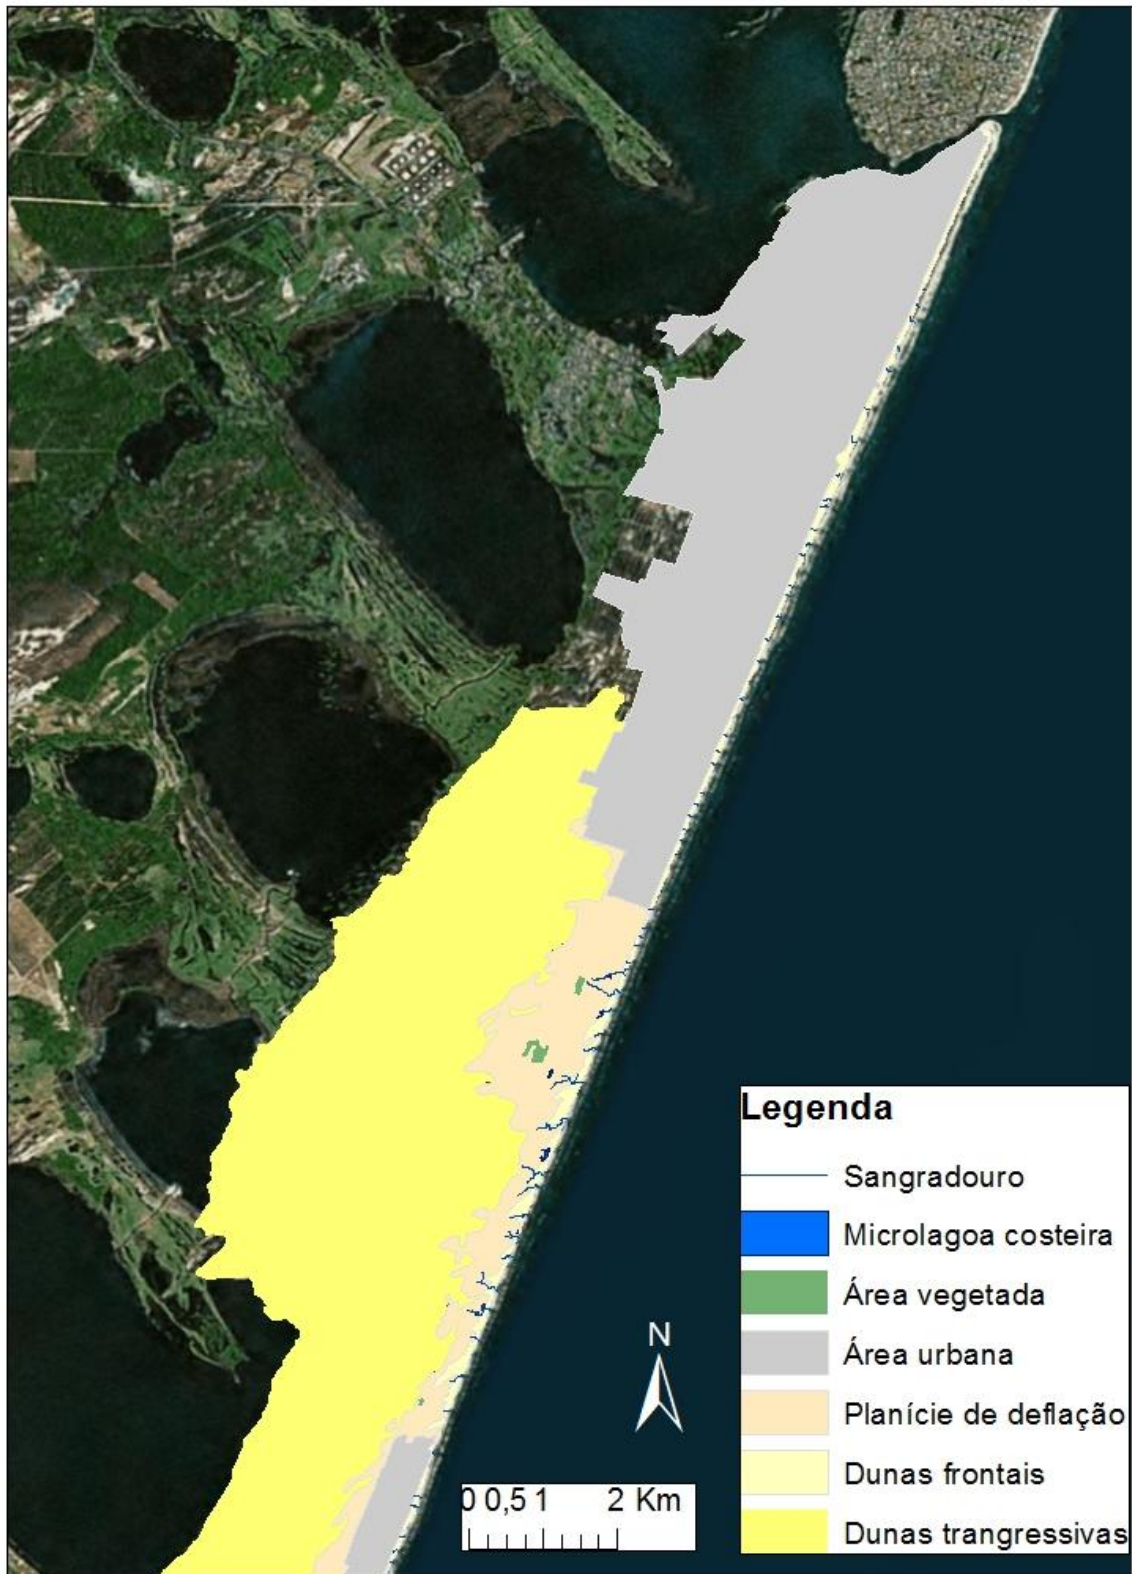 Legenda
Sangradouro
Microlagoa costeira
Área vegetada
Área urbana
Planície de deflação
Dunas frontais
Dunas trangressivas
N
0 0,5 1 2 Km